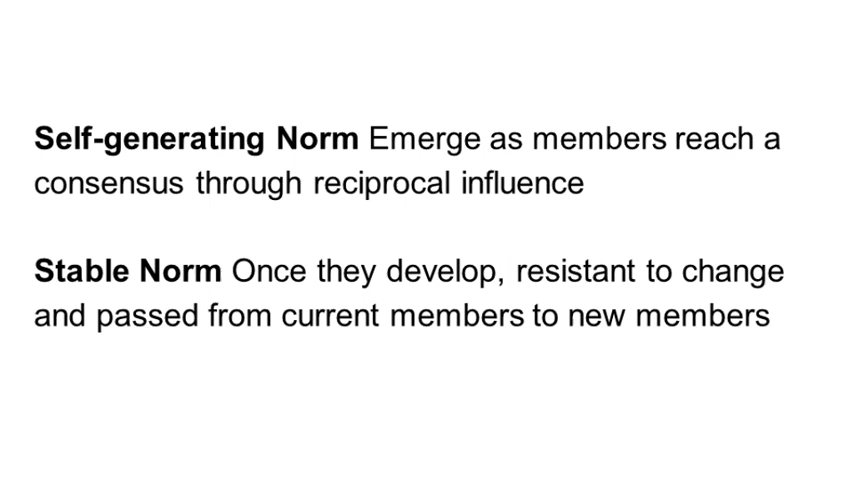 Self-generating Norm Emerge as members reach a
consensus through reciprocal influence
Stable Norm Once they develop, resistant to change
and passed from current members to new members